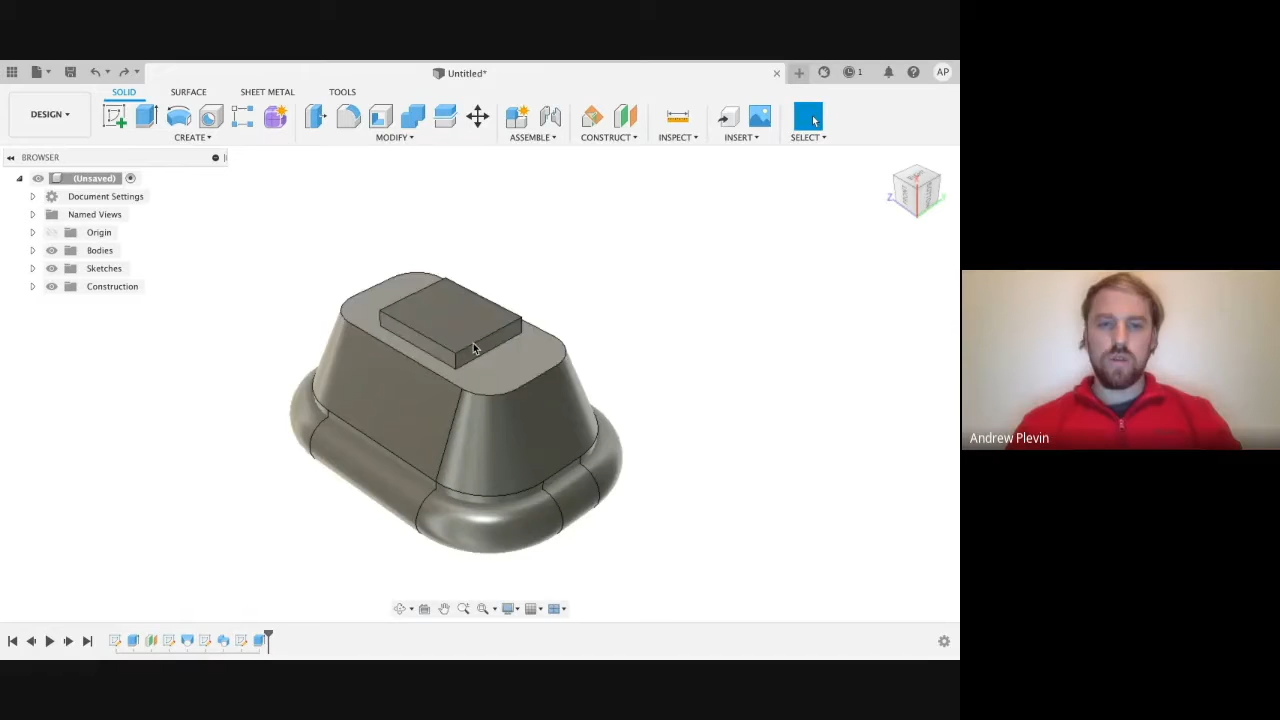 Untitled*
1
AP
DESIGN
SOLID
SURFACE
SHEET METAL
TOOLS
CREATE
MODIFY
ASSEMBLE
CONSTRUCT
INSPECT
INSERT
SELECT
BROWSER
(Unsaved)
Document Settings
Named Views
Origin
Bodies
Sketches
Construction
Z
Andrew Plevin